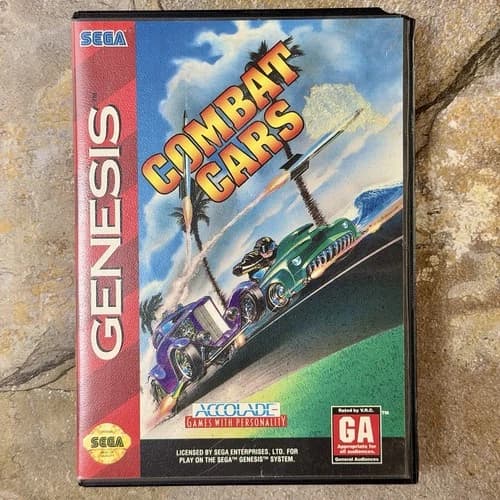 SEGA
GENESIS
COMBAT
CARS
ACCOLADE
GAMES WITH PERSONALITY
SEGA
LICENSED BY SEGA ENTERPRISES, LTD. FOR
PLAY ON THE SEGA™ GENESIS™ SYSTEM.
Rated by V.R.C.
GA
™
Appropriate for
all audiences.
General Audiences